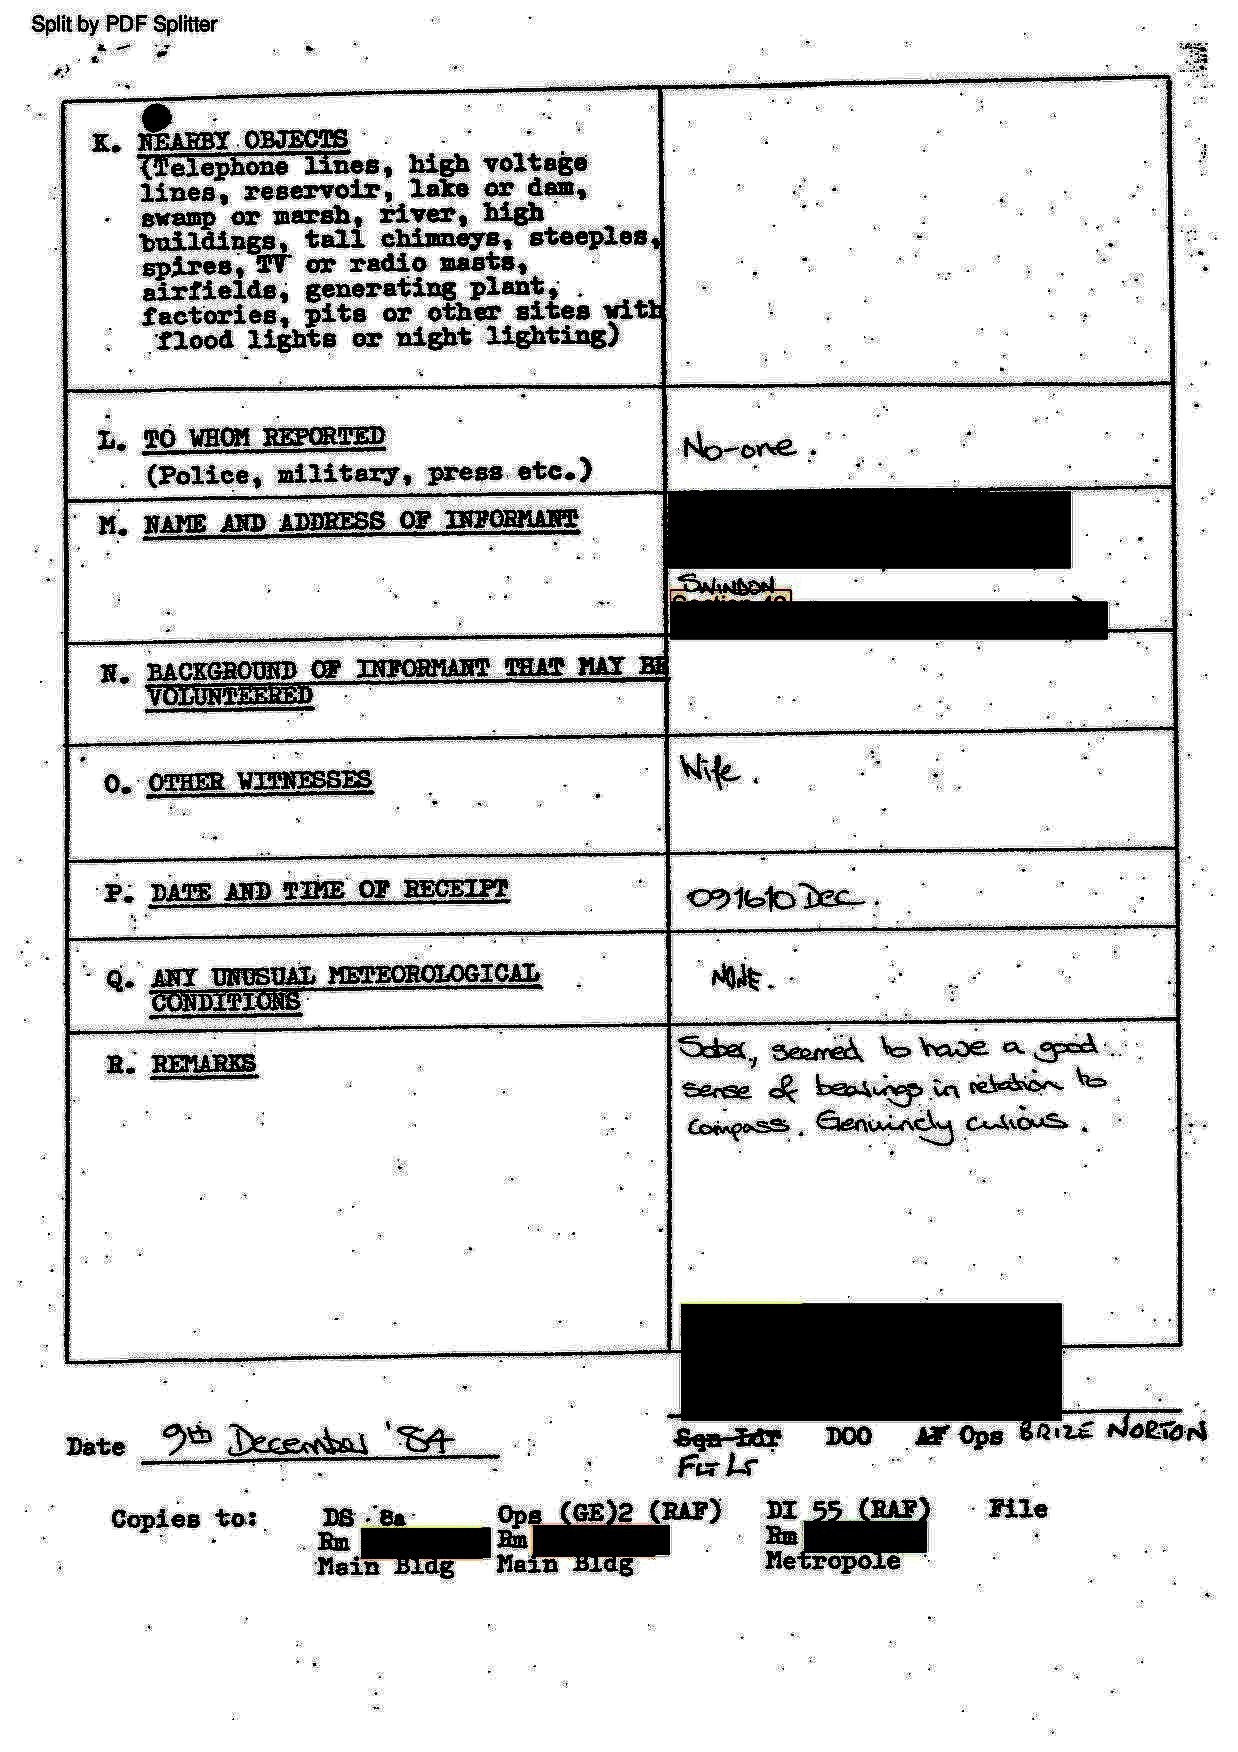 Split by PDF Splitter
K. NEARBY OBJECTS
(Telephone lines, high voltage
lines, reservoir, lake or dam,
swamp or marsh, river, high
buildings, tall chimneys, steeples,
spires, TV or radio masts,
airfields, generating plant,
factories, pits or other sites with
flood lights or night lighting)
L. TO WHOM REPORTED
(Police, military, press etc.)
No-one.
M. NAME AND ADDRESS OF INFORMANT
SWINDON
N. BACKGROUND OF INFORMANT THAT MAY BE
VOLUNTEERED
O. OTHER WITNESSES
Wife.
P. DATE AND TIME OF RECEIPT
091610 Dec.
Q. ANY UNUSUAL METEOROLOGICAL
CONDITIONS
NONE.
R. REMARKS
Sober, seemed to have a good
sense of bearings in relation to
compass. Genuinely curious.
Date 9th December '84
Sqn Ldr DOO AF Ops BRIZE NORTON
FLT LT
Copies to: DS 8a Ops (GE)2 (RAF) DI 55 (RAF) File
Rm Rm Rm
Main Bldg Main Bldg Metropole